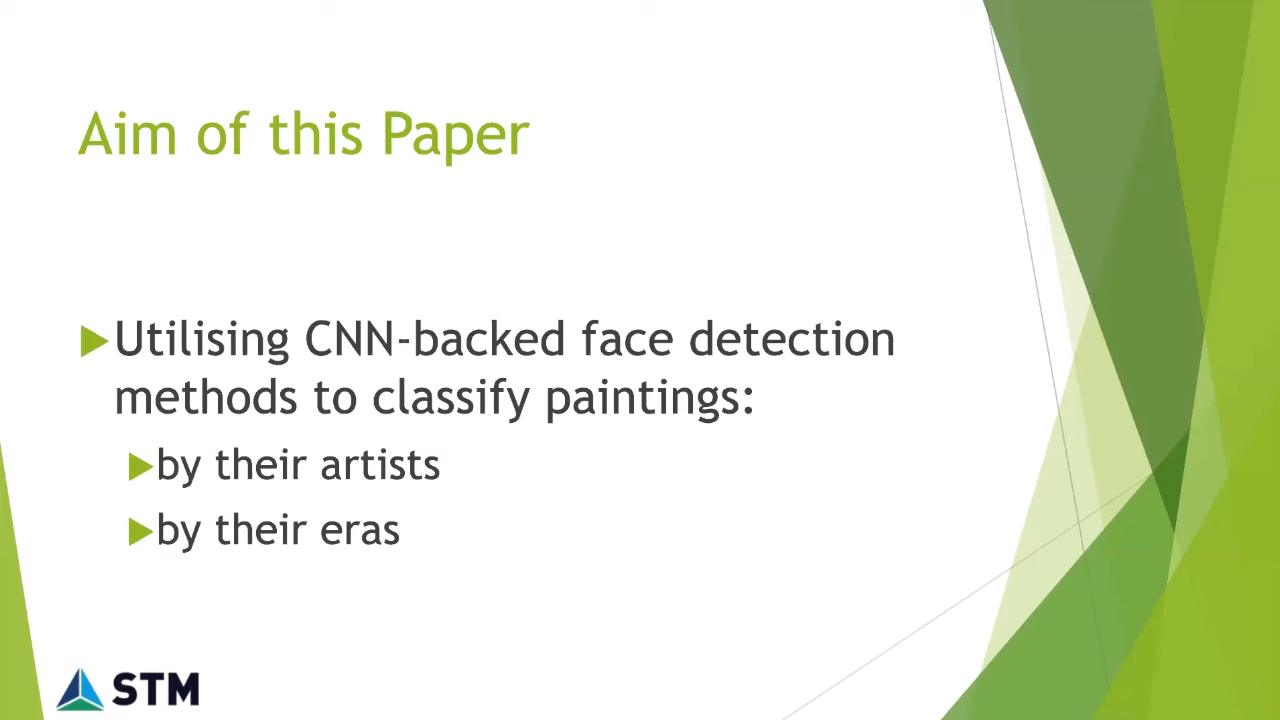 Aim of this Paper
Utilising CNN-backed face detection
methods to classify paintings:
by their artists
by their eras
STM